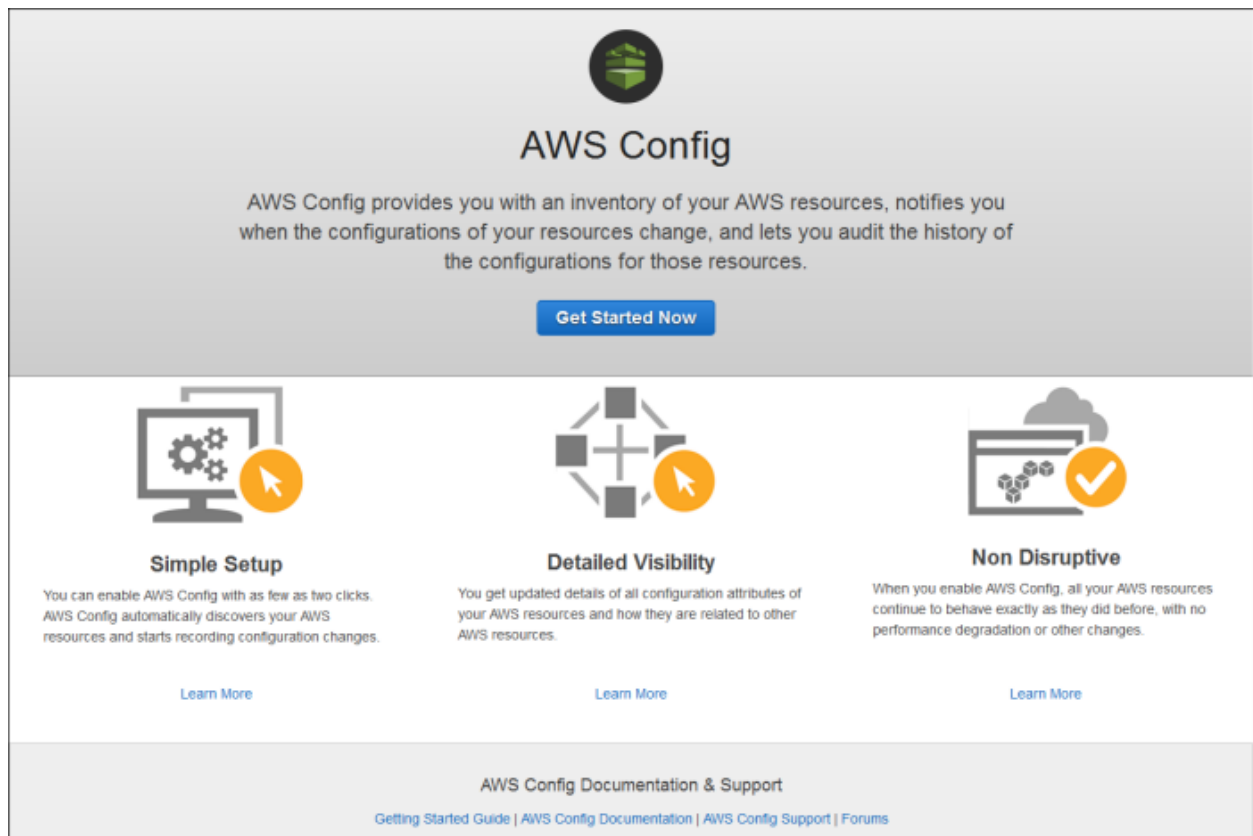 AWS Config
AWS Config provides you with an inventory of your AWS resources, notifies you
when the configurations of your resources change, and lets you audit the history of
the configurations for those resources.
Get Started Now
Simple Setup
You can enable AWS Config with as few as two clicks.
AWS Config automatically discovers your AWS
resources and starts recording configuration changes.
Learn More
Detailed Visibility
You get updated details of all configuration attributes of
your AWS resources and how they are related to other
AWS resources.
Learn More
Non Disruptive
When you enable AWS Config, all your AWS resources
continue to behave exactly as they did before, with no
performance degradation or other changes.
Learn More
AWS Config Documentation & Support
Getting Started Guide | AWS Config Documentation | AWS Config Support | Forums